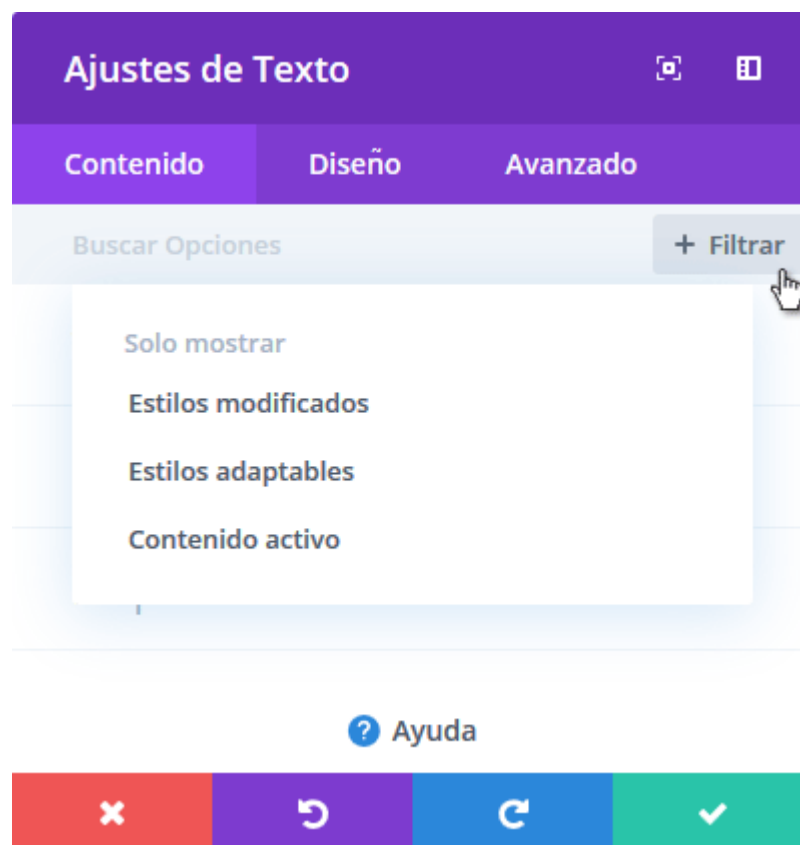 Ajustes de Texto
Contenido Diseño Avanzado
Buscar Opciones + Filtrar
Solo mostrar
Estilos modificados
Estilos adaptables
Contenido activo
? Ayuda